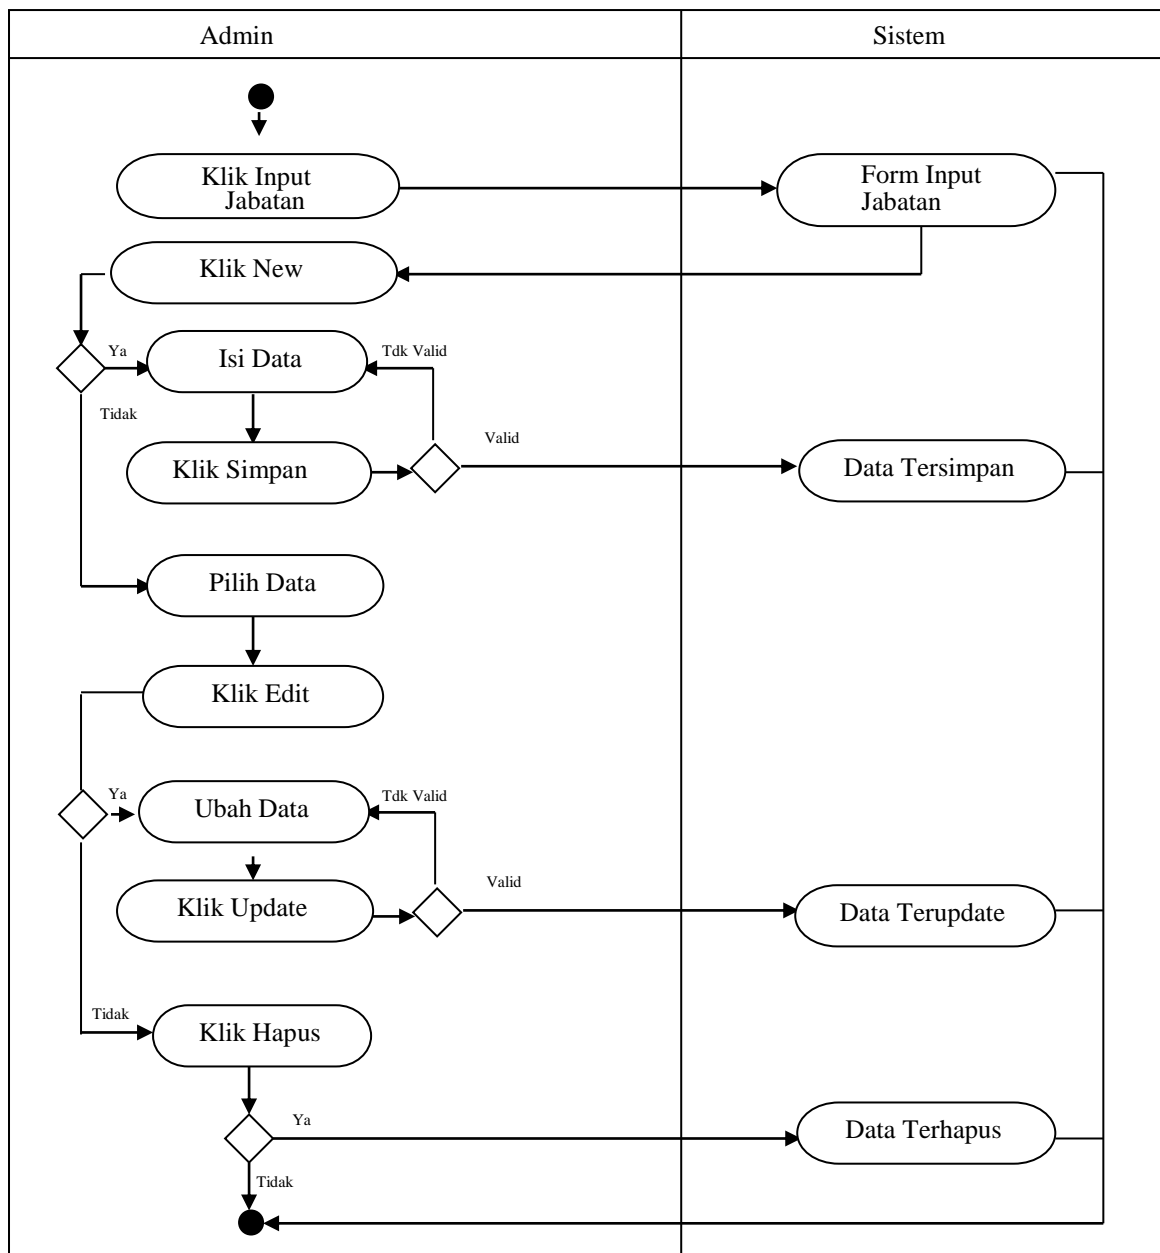 Admin
Sistem
Klik Input
Jabatan
Form Input
Jabatan
Klik New
Ya
Isi Data
Tdk Valid
Tidak
Valid
Klik Simpan
Data Tersimpan
Pilih Data
Klik Edit
Ya
Ubah Data
Tdk Valid
Klik Update
Valid
Data Terupdate
Tidak
Klik Hapus
Ya
Data Terhapus
Tidak